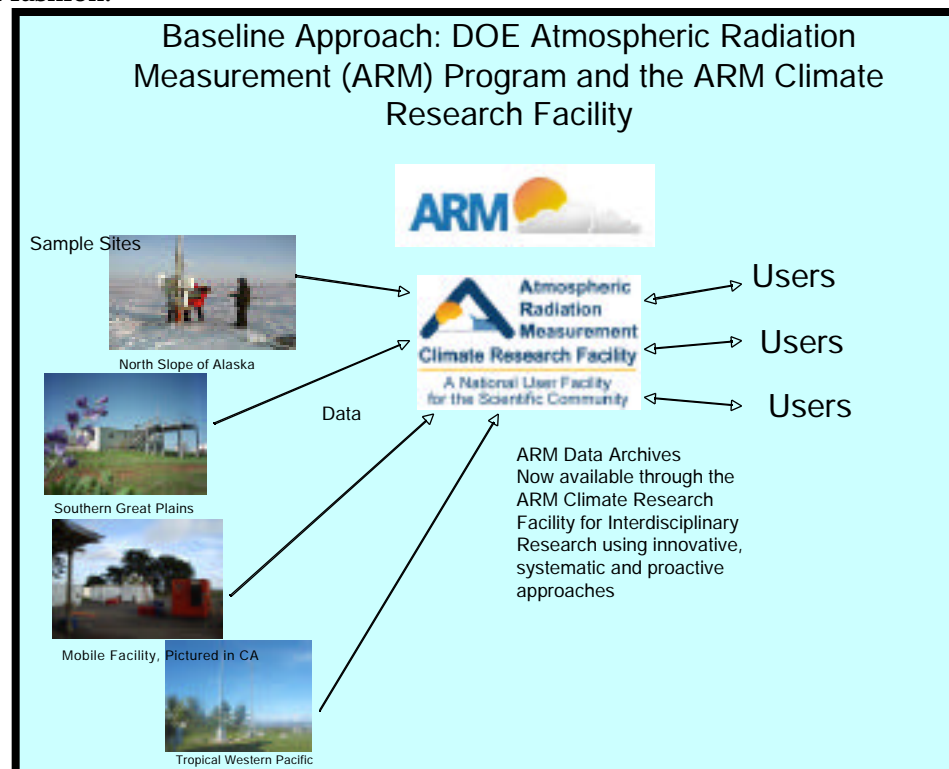 Baseline Approach: DOE Atmospheric Radiation
Measurement (ARM) Program and the ARM Climate
Research Facility
ARM
Sample Sites
Atmospheric
Radiation
Measurement
Climate Research Facility
A National User Facility
for the Scientific Community
Users
Users
Users
North Slope of Alaska
Data
Southern Great Plains
ARM Data Archives
Now available through the
ARM Climate Research
Facility for Interdisciplinary
Research using innovative,
systematic and proactive
approaches
Mobile Facility, Pictured in CA
Tropical Western Pacific